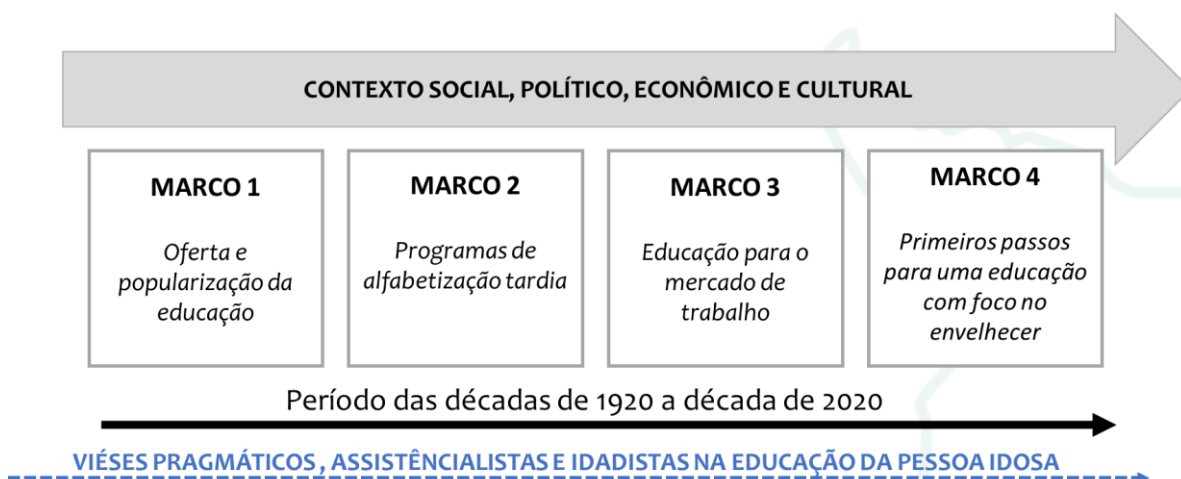 CONTEXTO SOCIAL, POLÍTICO, ECONÔMICO E CULTURAL
MARCO 1
Oferta e
popularização da
educação
MARCO 2
Programas de
alfabetização tardia
MARCO 3
Educação para o
mercado de
trabalho
MARCO 4
Primeiros passos
para uma educação
com foco no
envelhecer
Período das décadas de 1920 a década de 2020
VIÉSES PRAGMÁTICOS , ASSISTÊNCIALISTAS E IDADISTAS NA EDUCAÇÃO DA PESSOA IDOSA